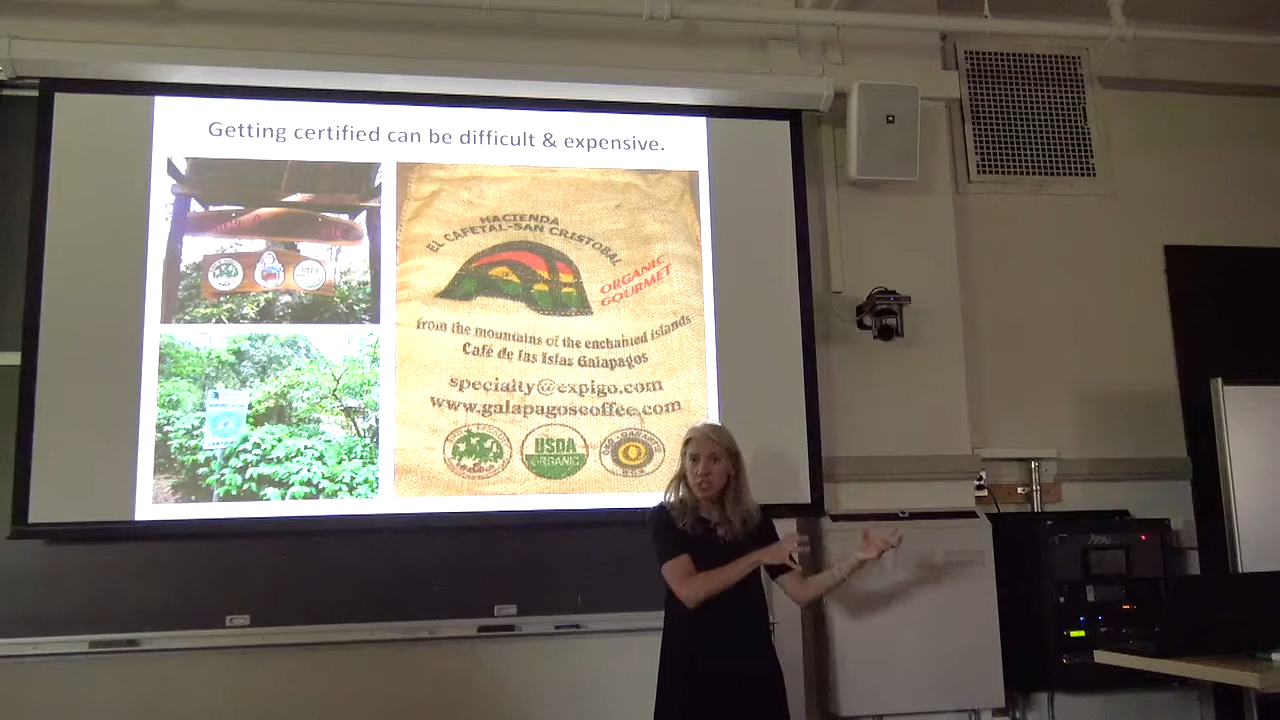 Getting certified can be difficult & expensive.
USDA
HACIENDA
EL CAFETAL-SAN CRISTOBAL
ORGANIC
GOURMET
from the mountains of the enchanted islands
Café de las Islas Galapagos
specialty@expigo.com
www.galapagoscoffee.com
USDA
ORGANIC